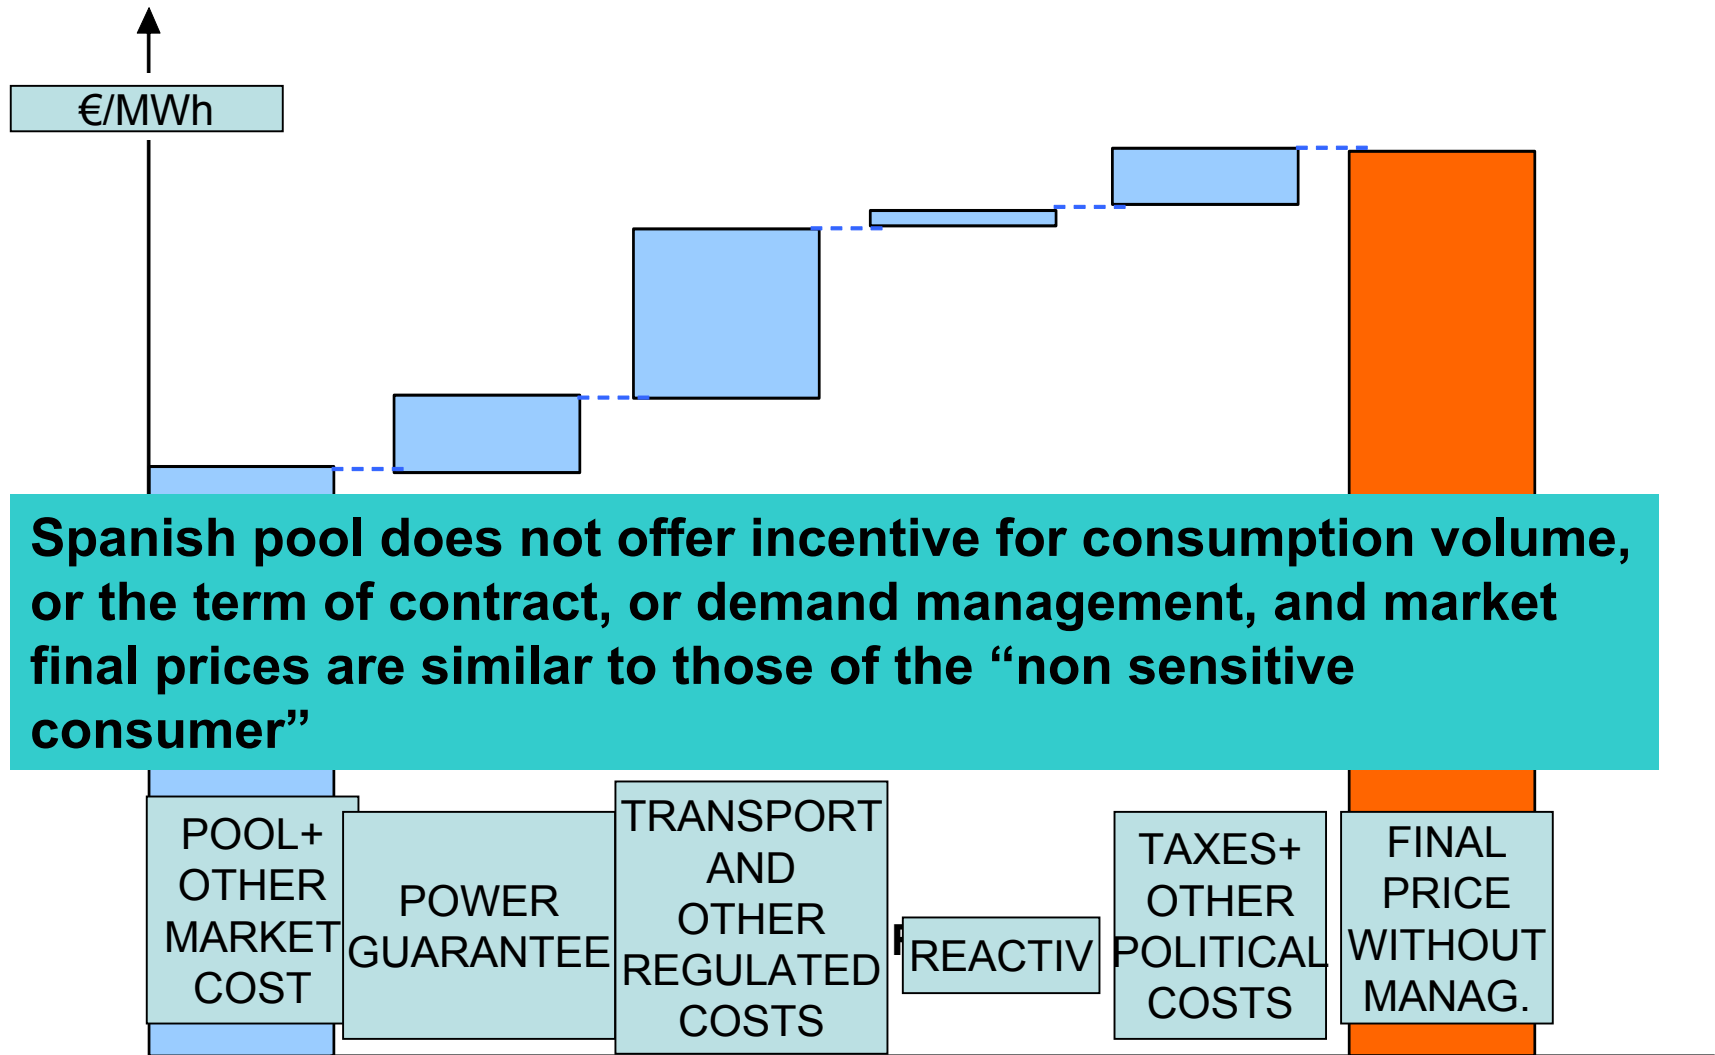 €/MWh
Spanish pool does not offer incentive for consumption volume,
or the term of contract, or demand management, and market
final prices are similar to those of the “non sensitive
consumer”
POOL+
OTHER
MARKET
COST
POWER
GUARANTEE
TRANSPORT
AND
OTHER
REGULATED
COSTS
REACTIV
TAXES+
OTHER
POLITICAL
COSTS
FINAL
PRICE
WITHOUT
MANAG.